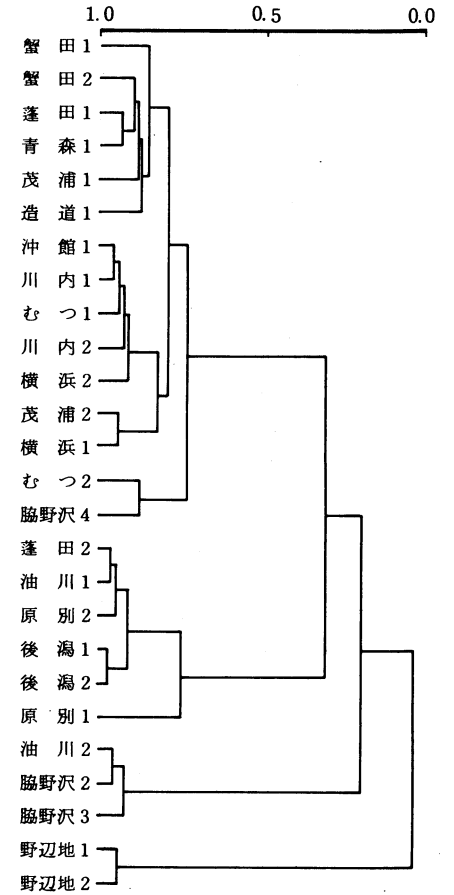 1.0 0.5 0.0
蟹田1
蟹田2
蓬田1
青森1
茂浦1
造道1
沖館1
川内1
むつ1
川内2
横浜2
茂浦2
横浜1
むつ2
脇野沢4
蓬田2
油川1
原別2
後潟1
後潟2
原別1
油川2
脇野沢2
脇野沢3
野辺地1
野辺地2